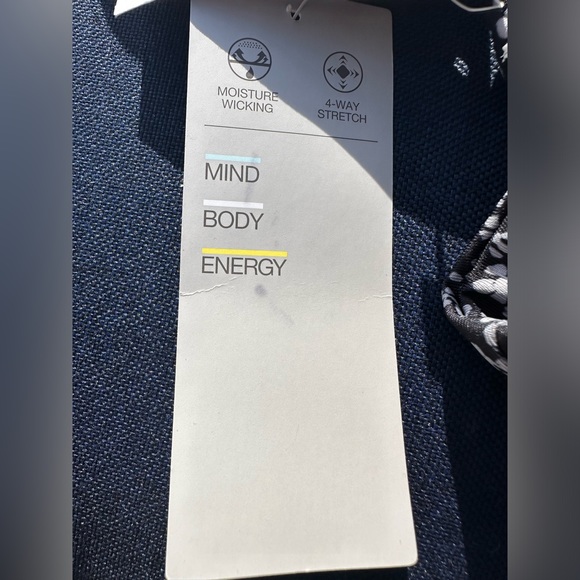 MOISTURE
WICKING
4-WAY
STRETCH
MIND
BODY
ENERGY